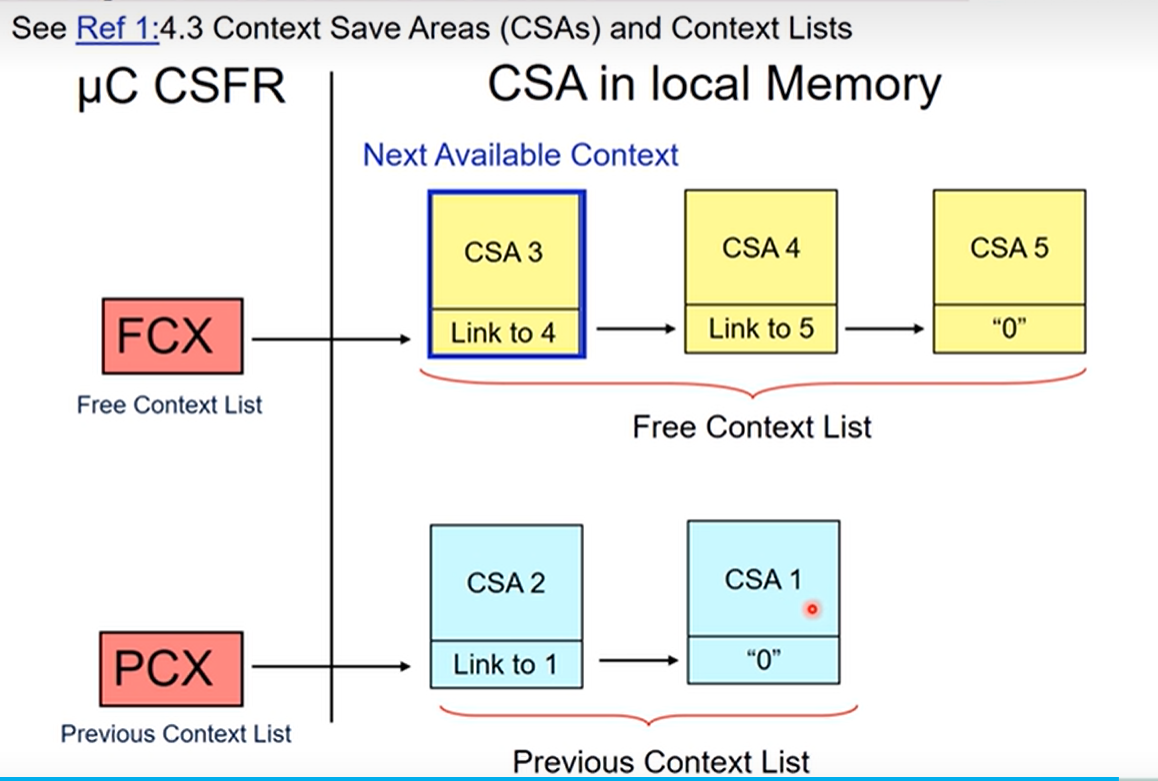 See Ref 1:4.3 Context Save Areas (CSAs) and Context Lists
µC CSFR
CSA in local Memory
Next Available Context
CSA 3
Link to 4
CSA 4
Link to 5
CSA 5
“0”
FCX
Free Context List
Free Context List
CSA 2
Link to 1
CSA 1
“0”
PCX
Previous Context List
Previous Context List